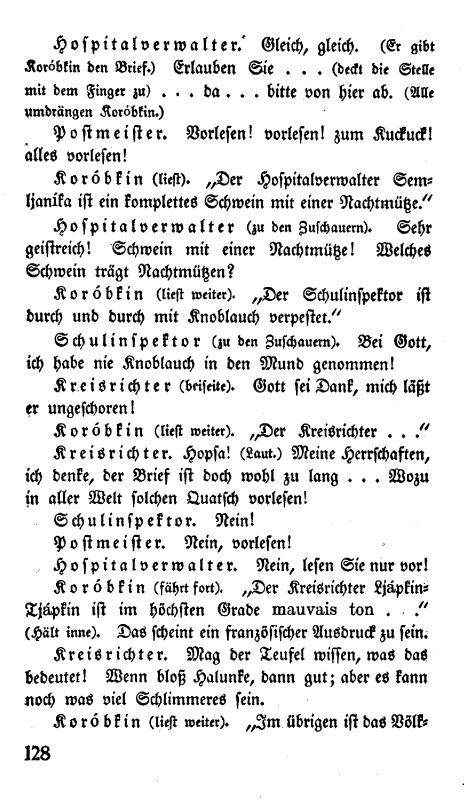 Hospitalverwalter. Gleich, gleich. (Er gibt
Koróbkin den Brief.) Erlauben Sie . . . (deckt die Stelle
mit dem Finger zu) . . . da . . . bitte von hier ab. (Alle
umdrängen Koróbkin.)
Postmeister. Vorlesen! vorlesen! zum Kuckuck!
alles vorlesen!
Koróbkin (liest). „Der Hospitalverwalter Sem-
ljanika ist ein komplettes Schwein mit einer Nachtmütze.“
Hospitalverwalter (zu den Zuschauern). Sehr
geistreich! Schwein mit einer Nachtmütze! Welches
Schwein trägt Nachtmützen?
Koróbkin (liest weiter). „Der Schulinspektor ist
durch und durch mit Knoblauch verpestet.“
Schulinspektor (zu den Zuschauern). Bei Gott,
ich habe nie Knoblauch in den Mund genommen!
Kreisrichter (beiseite). Gott sei Dank, mich läßt
er ungeschoren!
Koróbkin (liest weiter). „Der Kreisrichter . . .“
Kreisrichter. Hopsa! (Laut.) Meine Herrschaften,
ich denke, der Brief ist doch wohl zu lang . . . Wozu
in aller Welt solchen Quatsch vorlesen!
Schulinspektor. Nein!
Postmeister. Nein, vorlesen!
Hospitalverwalter. Nein, lesen Sie nur vor!
Koróbkin (fährt fort). „Der Kreisrichter Ljápkin-
Tjápkin ist im höchsten Grade mauvais ton . . .“
(Hält inne). Das scheint ein französischer Ausdruck zu sein.
Kreisrichter. Mag der Teufel wissen, was das
bedeutet! Wenn bloß Halunke, dann gut; aber es kann
noch was viel Schlimmeres sein.
Koróbkin (liest weiter). „Im übrigen ist das Völk-
128